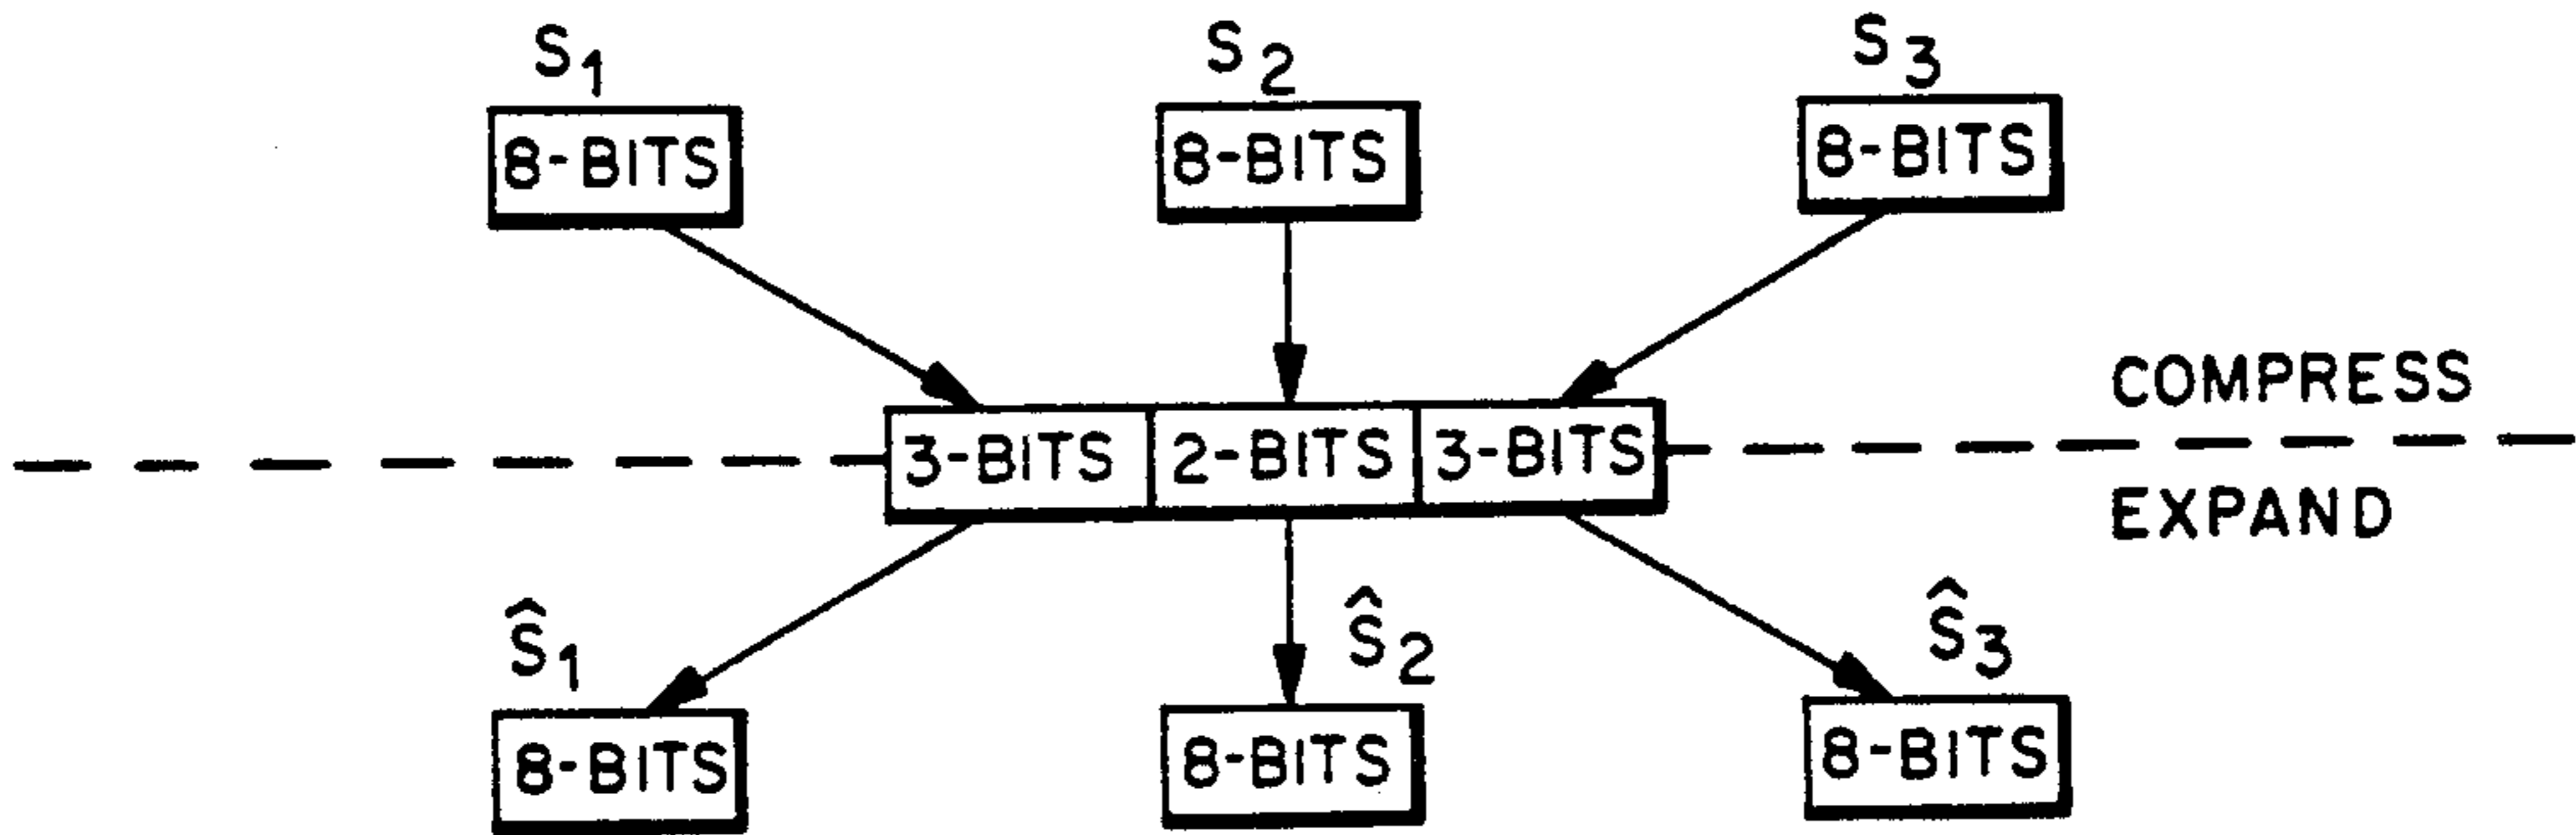 S1 S2 S3
8-BITS 8-BITS 8-BITS
COMPRESS
3-BITS 2-BITS 3-BITS
EXPAND
Ŝ1 Ŝ2 Ŝ3
8-BITS 8-BITS 8-BITS